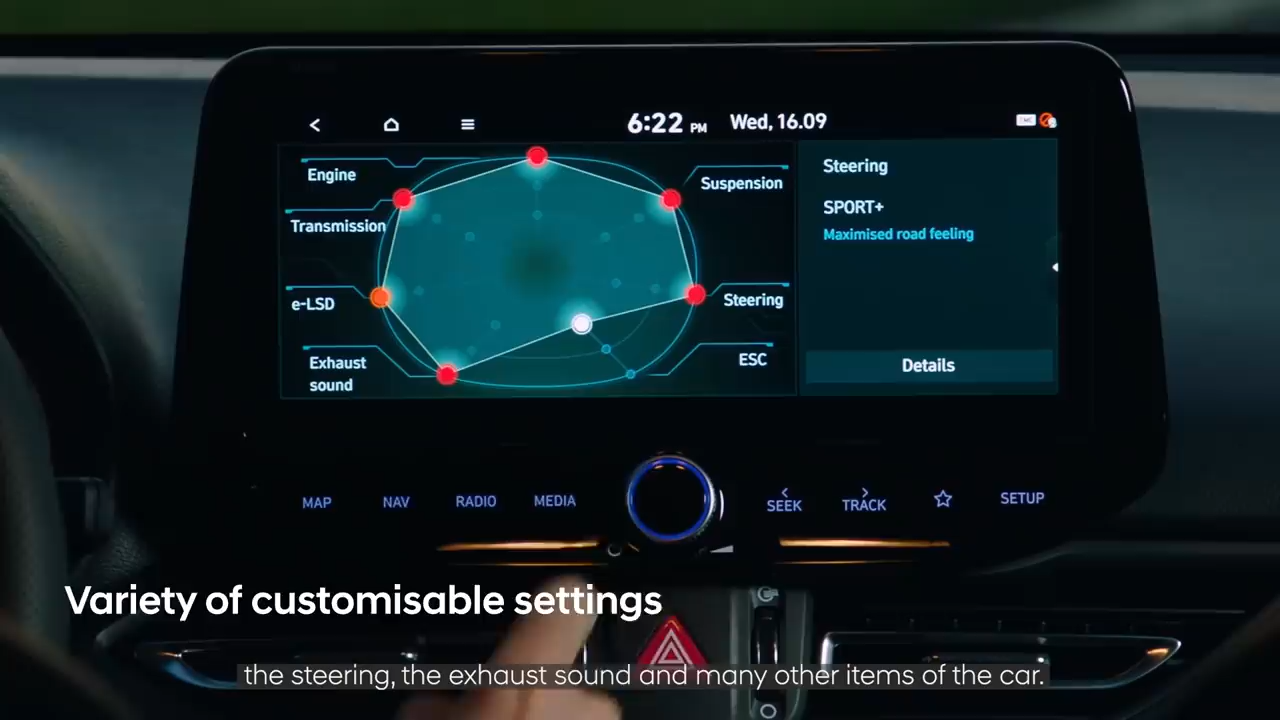 6:22 PM Wed, 16.09
Engine
Transmission
e-LSD
Exhaust
sound
Suspension
Steering
ESC
Steering
SPORT+
Maximised road feeling
Details
MAP
NAV
RADIO
MEDIA
SEEK
TRACK
SETUP
Variety of customisable settings
the steering, the exhaust sound and many other items of the car.